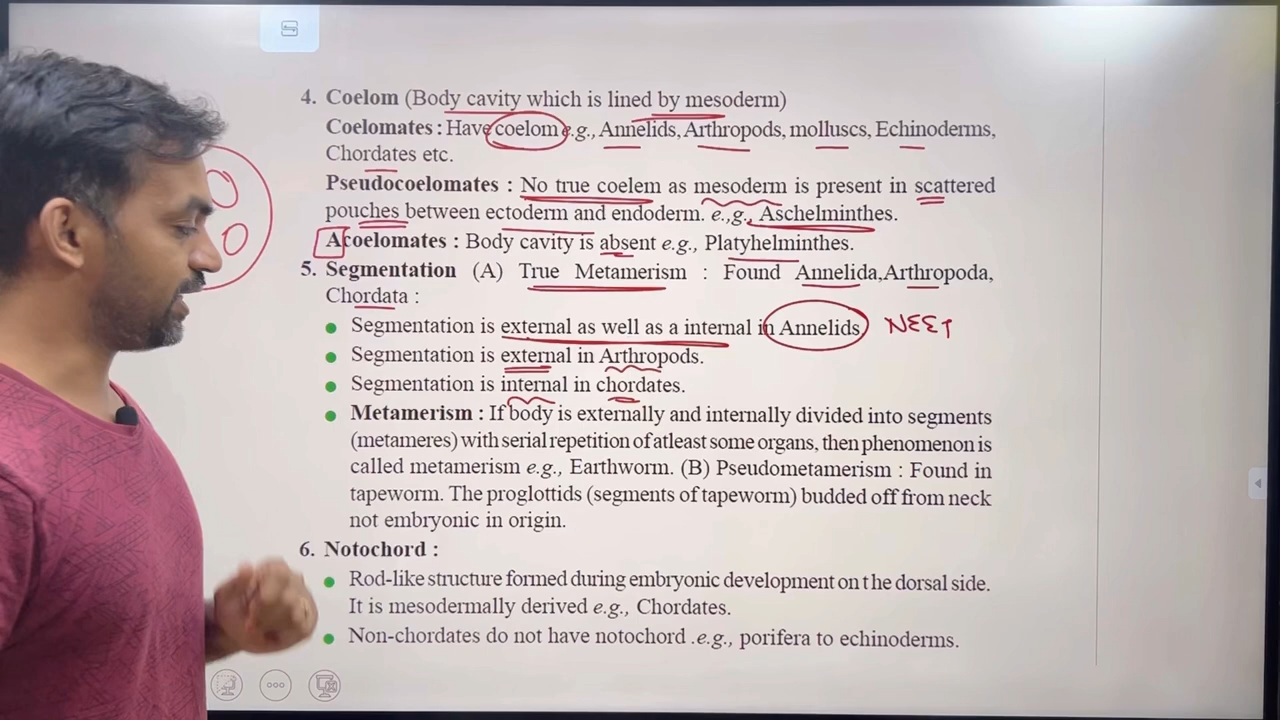 4. Coelom (Body cavity which is lined by mesoderm)
Coelomates : Have coelom e.g., Annelids, Arthropods, molluscs, Echinoderms,
Chordates etc.
Pseudocoelomates : No true coelem as mesoderm is present in scattered
pouches between ectoderm and endoderm. e.,g., Aschelminthes.
Acoelomates : Body cavity is absent e.g., Platyhelminthes.
5. Segmentation (A) True Metamerism : Found Annelida,Arthropoda,
Chordata :
Segmentation is external as well as a internal in Annelids NEET
Segmentation is external in Arthropods.
Segmentation is internal in chordates.
Metamerism : If body is externally and internally divided into segments
(metameres) with serial repetition of atleast some organs, then phenomenon is
called metamerism e.g., Earthworm. (B) Pseudometamerism : Found in
tapeworm. The proglottids (segments of tapeworm) budded off from neck
not embryonic in origin.
6. Notochord :
Rod-like structure formed during embryonic development on the dorsal side.
It is mesodermally derived e.g., Chordates.
Non-chordates do not have notochord .e.g., porifera to echinoderms.